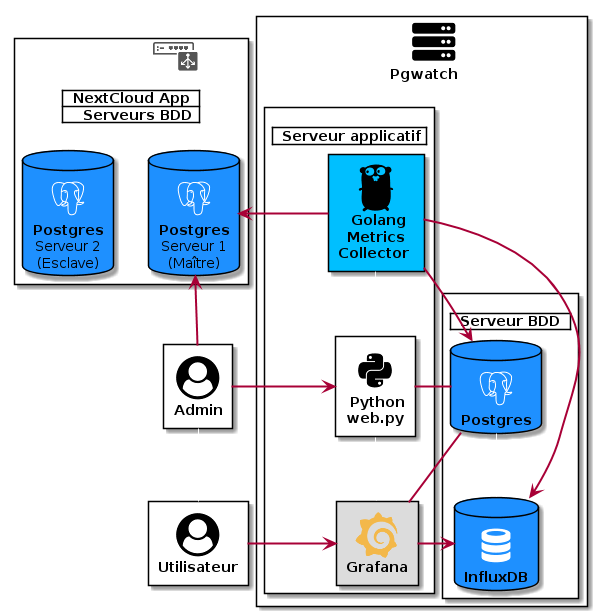 Pgwatch
NextCloud App
Serveurs BDD
Postgres
Serveur 2
(Esclave)
Postgres
Serveur 1
(Maître)
Serveur applicatif
Golang
Metrics
Collector
Serveur BDD
Postgres
Admin
Python
web.py
Utilisateur
Grafana
InfluxDB